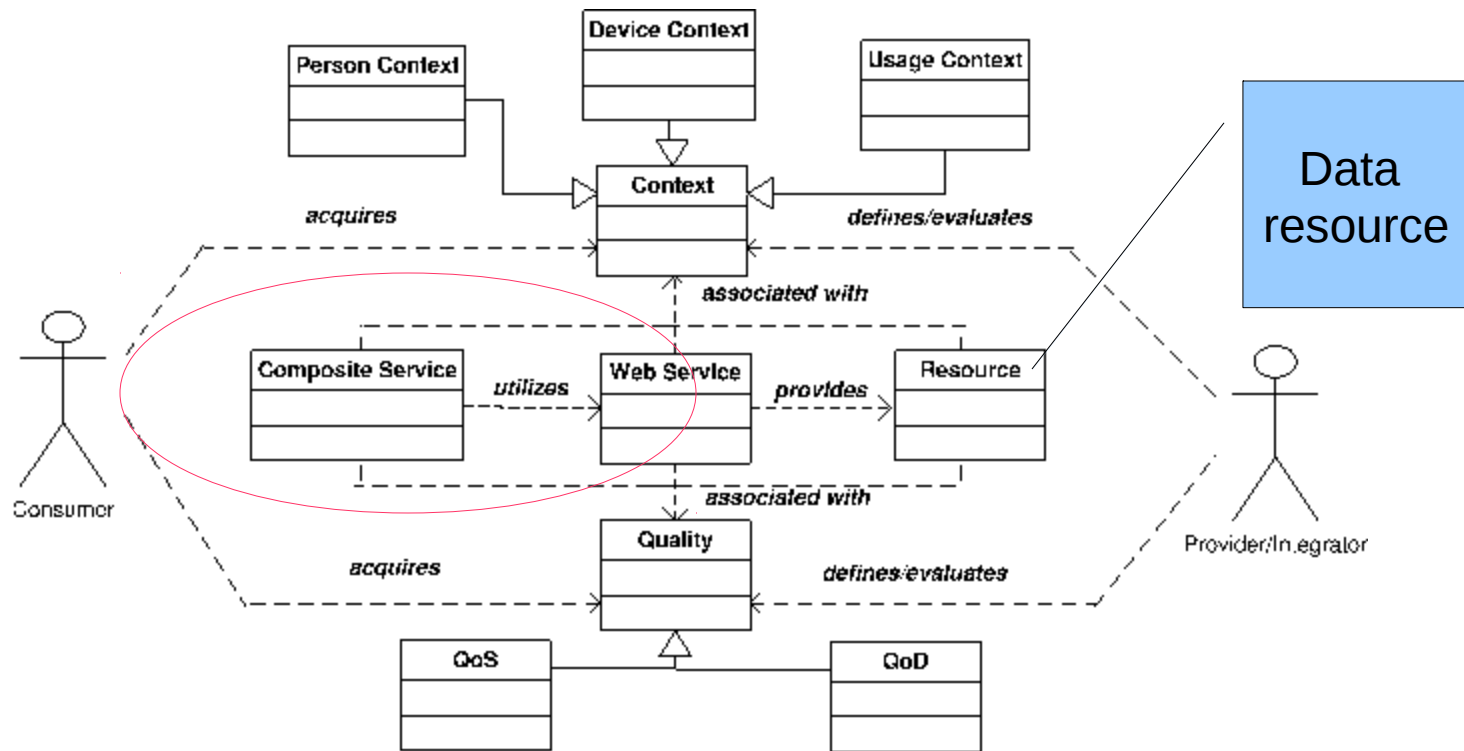 Device Context
Person Context
Usage Context
Data
resource
Context
acquires
defines/evaluates
associated with
Composite Service
utilizes
Web Service
provides
Resource
Consumer
associated with
Quality
Provider/Integrator
acquires
defines/evaluates
QoS
QoD